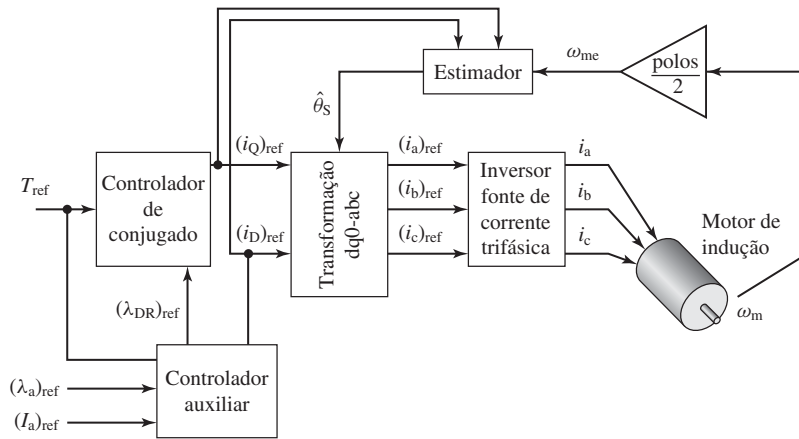 ω_me
polos
2
Estimador
θ̂_S
(i_Q)_ref
(i_a)_ref
i_a
Controlador
de
conjugado
T_ref
Transformação
dq0-abc
(i_b)_ref
Inversor
fonte de
corrente
trifásica
i_b
Motor de
indução
(i_D)_ref
(i_c)_ref
i_c
(λ_DR)_ref
ω_m
Controlador
auxiliar
(λ_a)_ref
(I_a)_ref